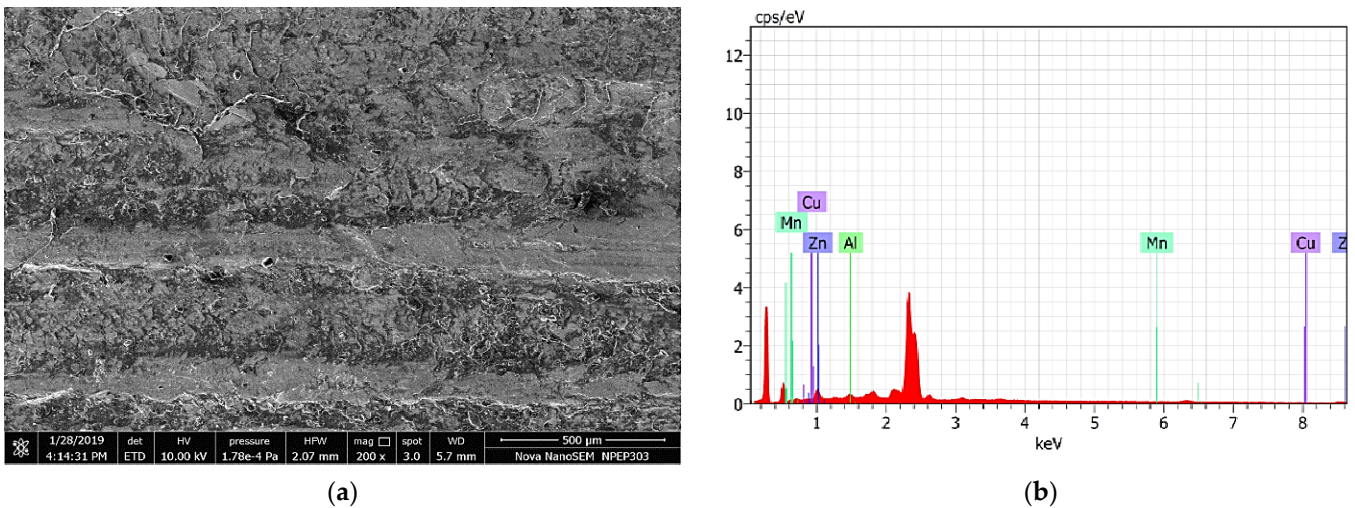 1/28/2019 det HV pressure HFW mag spot WD 500 µm
4:14:31 PM ETD 10.00 kV 1.78e-4 Pa 2.07 mm 200 x 3.0 5.7 mm Nova NanoSEM NPEP303
(a)
cps/eV
12
10
8
6
4
2
0
Cu
Mn
Zn Al Mn Cu Z
1 2 3 4 5 6 7 8
keV
(b)